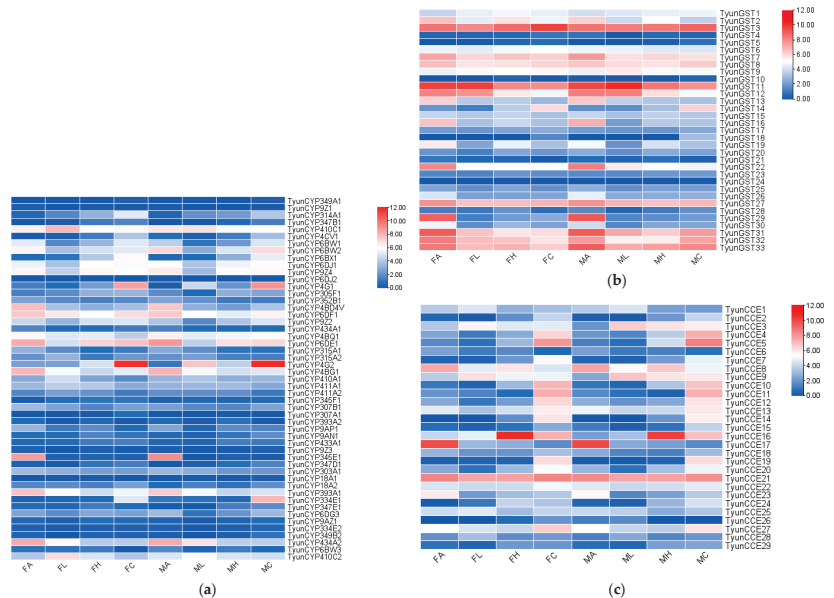 TyunCYP349A1
TyunCYP9Z1
TyunCYP314A1
TyunCYP347B1
TyunCYP410C1
TyunCP4CV1
TyunCYP6BW1
TyunCYP6BW2
TyunCYP6BX1
TyunCYP6DJ1
TyunCYP9Z4
TyunCYP6DJ2
TyunCYP4G1
TyunCYP305F1
TyunCYP352B1
TyunCYP4BD4V
TyunCYP6DF1
TyunCYP9Z2
TyunCYP434A1
TyunCYP4BQ1
TyunCYP6DE1
TyunCYP315A1
TyunCYP315A2
TyunCYP4G2
TyunCYP4BG1
TyunCYP410A1
TyunCYP411A1
TyunCYP411A2
TyunCYP345F1
TyunCYP307B1
TyunCYP307A1
TyunCYP393A2
TyunCYP9AP1
TyunCYP9AN1
TyunCYP433A1
TyunCYP9Z3
TyunCYP345E1
TyunCYP347D1
TyunCYP303A1
TyunCYP18A1
TyunCYP18A2
TyunCYP393A1
TyunCYP334E1
TyunCYP347E1
TyunCYP6DG3
TyunCYP9AZ1
TyunCYP334E2
TyunCYP349B2
TyunCYP434A2
TyunCYP6BW3
TyunCYP410C2
FA FL FH FC MA ML MH MC
12.00
10.00
8.00
6.00
4.00
2.00
0.00
(a)
TyunGST1
TyunGST2
TyunGST3
TyunGST4
TyunGST5
TyunGST6
TyunGST7
TyunGST8
TyunGST9
TyunGST10
TyunGST11
TyunGST12
TyunGST13
TyunGST14
TyunGST15
TyunGST16
TyunGST17
TyunGST18
TyunGST19
TyunGST20
TyunGST21
TyunGST22
TyunGST23
TyunGST24
TyunGST25
TyunGST26
TyunGST27
TyunGST28
TyunGST29
TyunGST30
TyunGST31
TyunGST32
TyunGST33
FA FL FH FC MA ML MH MC
12.00
10.00
8.00
6.00
4.00
2.00
0.00
(b)
TyunCCE1
TyunCCE2
TyunCCE3
TyunCCE4
TyunCCE5
TyunCCE6
TyunCCE7
TyunCCE8
TyunCCE9
TyunCCE10
TyunCCE11
TyunCCE12
TyunCCE13
TyunCCE14
TyunCCE15
TyunCCE16
TyunCCE17
TyunCCE18
TyunCCE19
TyunCCE20
TyunCCE21
TyunCCE22
TyunCCE23
TyunCCE24
TyunCCE25
TyunCCE26
TyunCCE27
TyunCCE28
TyunCCE29
FA FL FH FC MA ML MH MC
12.00
10.00
8.00
6.00
4.00
2.00
0.00
(c)